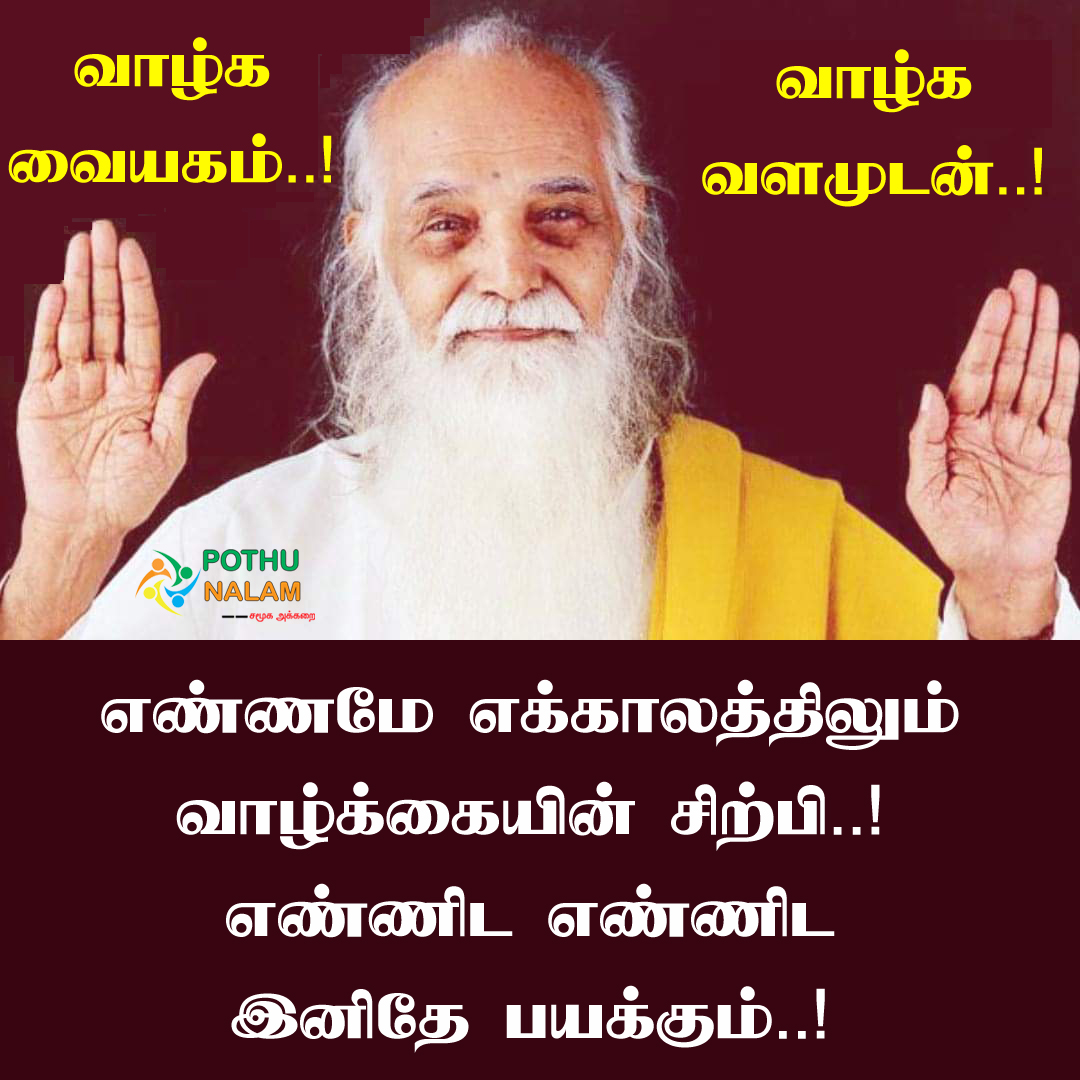 வாழ்க
வையகம்..!
வாழ்க
வளமுடன்..!
POTHU
NALAM
சமூக அக்கறை
எண்ணமே எக்காலத்திலும்
வாழ்க்கையின் சிற்பி..!
எண்ணிட எண்ணிட
இனிதே பயக்கும்..!